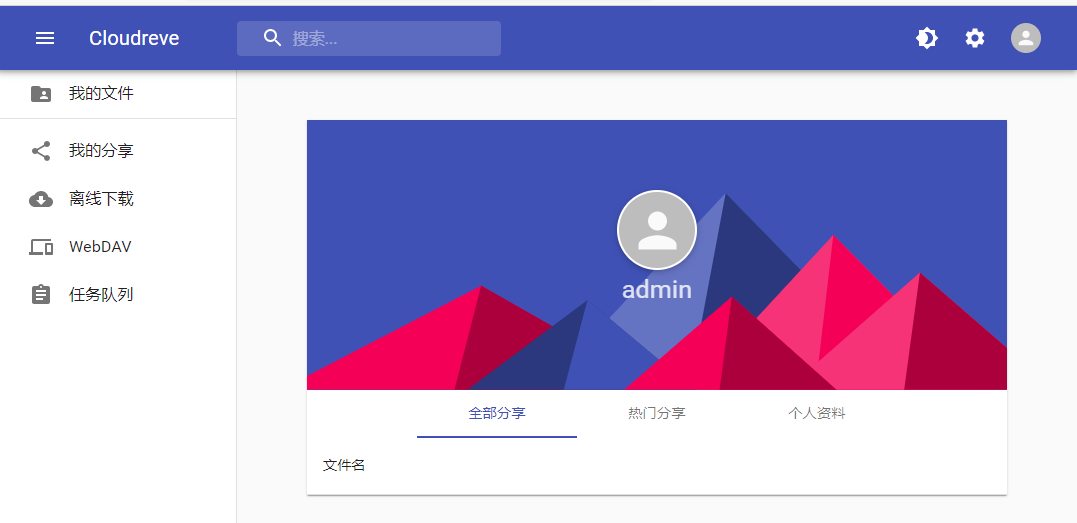 Cloudreve
搜索...
我的文件
我的分享
离线下载
WebDAV
任务队列
admin
全部分享
热门分享
个人资料
文件名